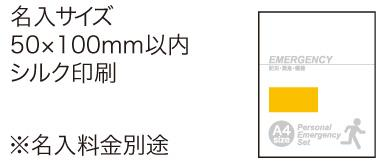 名入サイズ
50×100mm以内
シルク印刷
※名入料金別途
EMERGENCY
A4
size
Personal
Emergency
Set